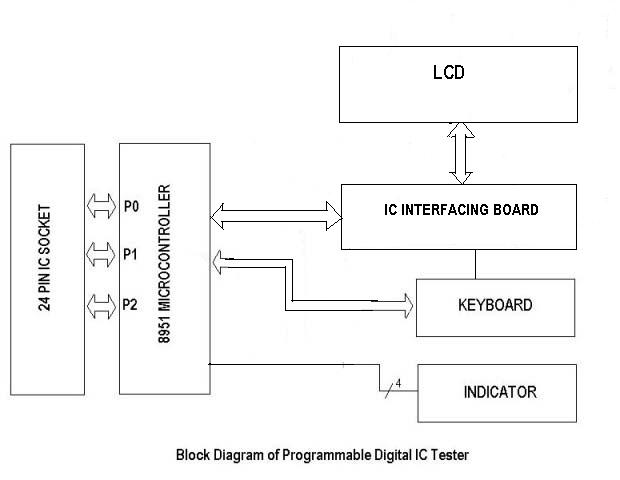 LCD
IC INTERFACING BOARD
24 PIN IC SOCKET
P0
P1
P2
8951 MICROCONTROLLER
KEYBOARD
4
INDICATOR
Block Diagram of Programmable Digital IC Tester